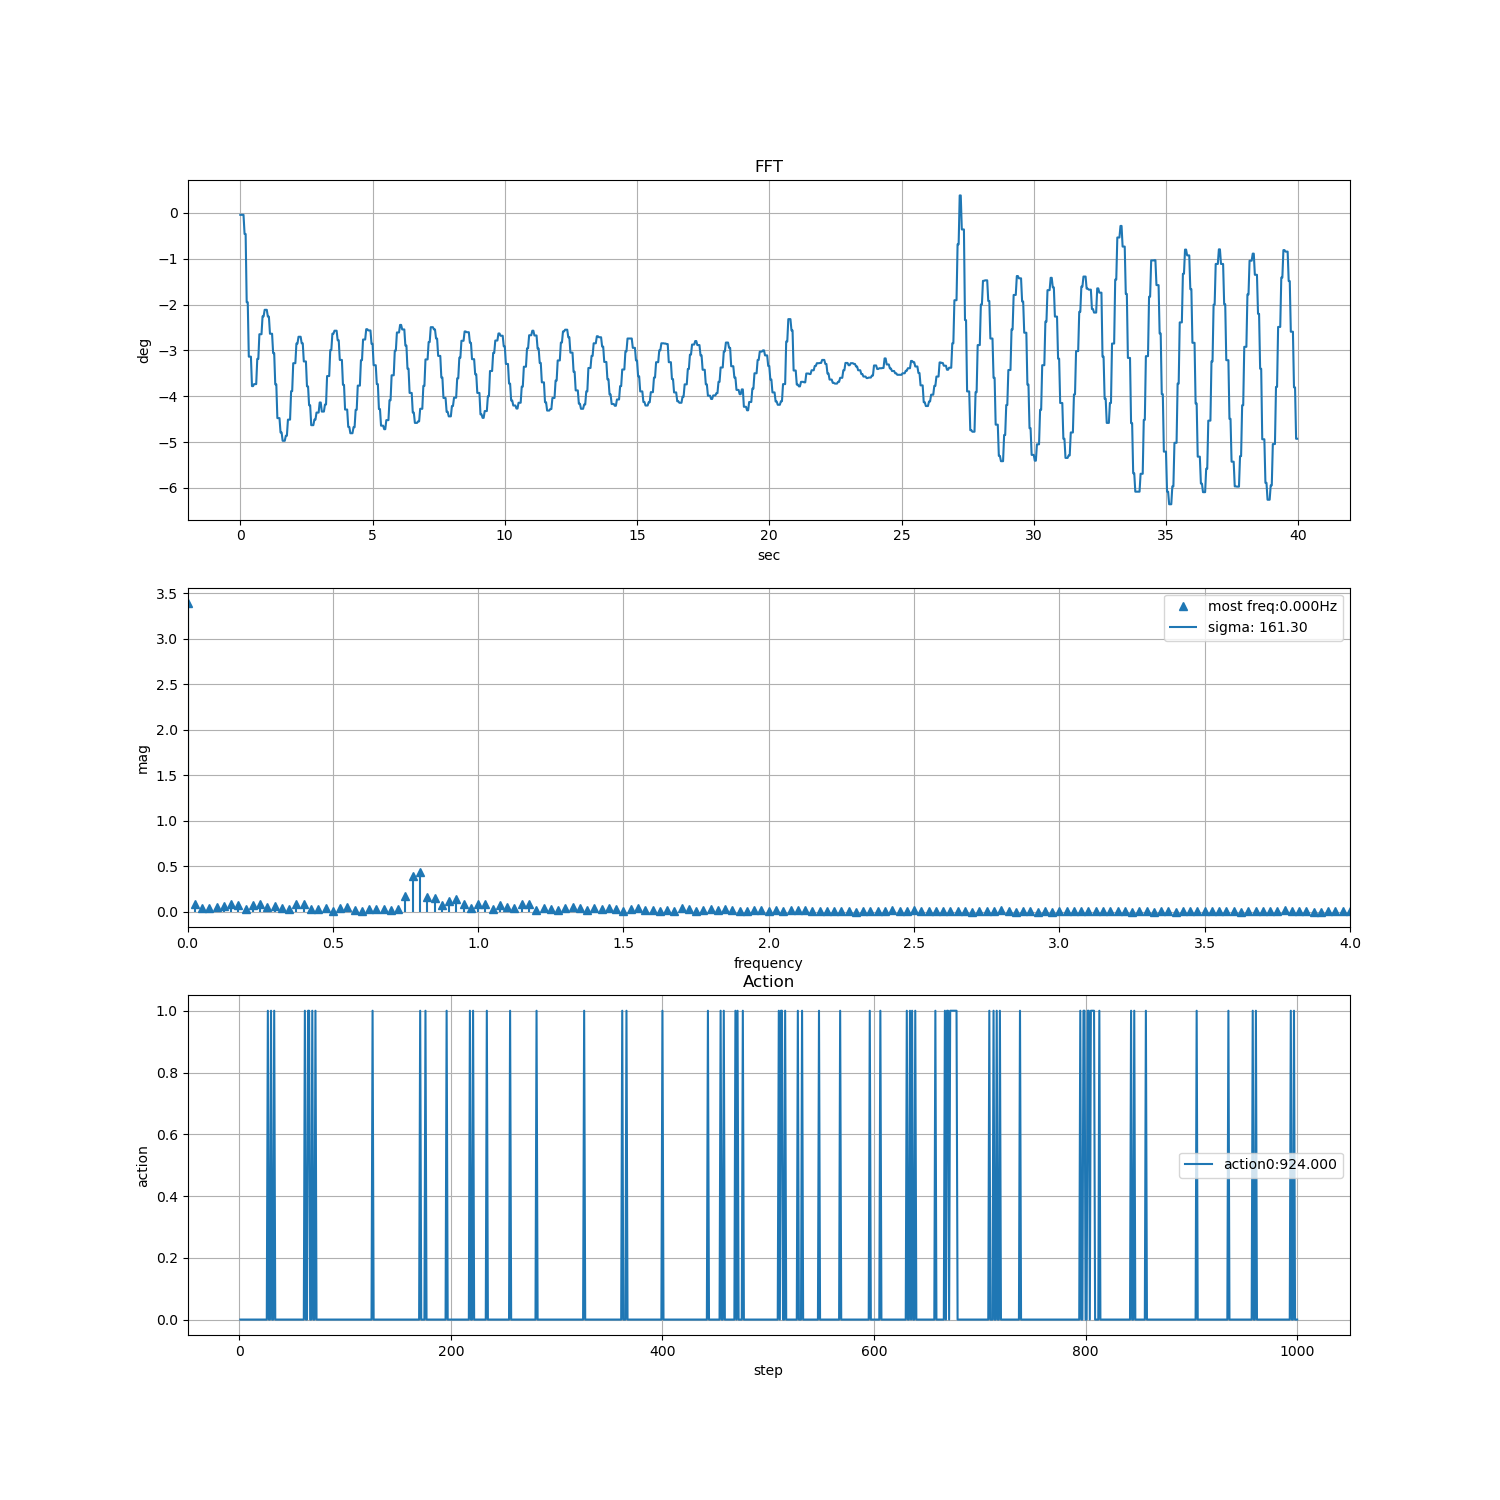 FFT
0
−1
−2
−3
−4
−5
−6
deg
0 5 10 15 20 25 30 35 40
sec
3.5
3.0
2.5
2.0
1.5
1.0
0.5
0.0
mag
most freq:0.000Hz
sigma: 161.30
0.0 0.5 1.0 1.5 2.0 2.5 3.0 3.5 4.0
frequency
Action
1.0
0.8
0.6
0.4
0.2
0.0
action
action0:924.000
0 200 400 600 800 1000
step